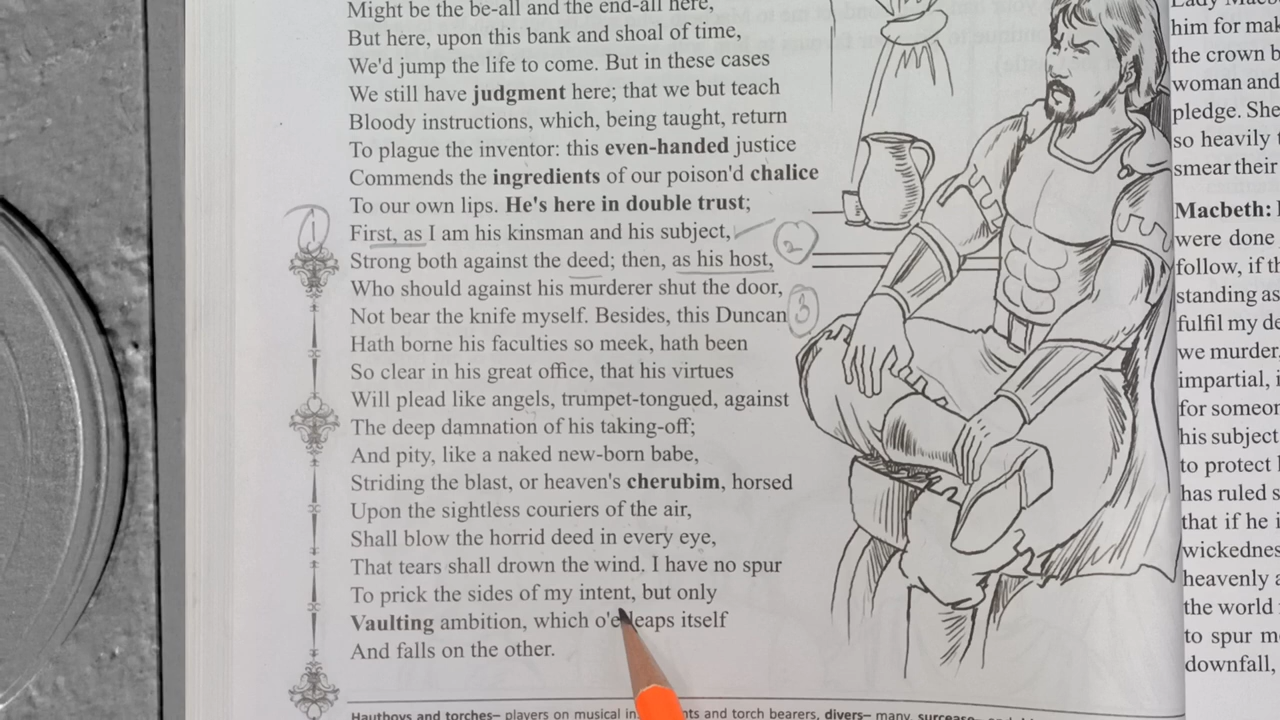 Might be the be-all and the end-all here,
But here, upon this bank and shoal of time,
We'd jump the life to come. But in these cases
We still have judgment here; that we but teach
Bloody instructions, which, being taught, return
To plague the inventor: this even-handed justice
Commends the ingredients of our poison'd chalice
To our own lips. He's here in double trust;
1
First, as I am his kinsman and his subject,
2
Strong both against the deed; then, as his host,
Who should against his murderer shut the door,
3
Not bear the knife myself. Besides, this Duncan
Hath borne his faculties so meek, hath been
So clear in his great office, that his virtues
Will plead like angels, trumpet-tongued, against
The deep damnation of his taking-off;
And pity, like a naked new-born babe,
Striding the blast, or heaven's cherubim, horsed
Upon the sightless couriers of the air,
Shall blow the horrid deed in every eye,
That tears shall drown the wind. I have no spur
To prick the sides of my intent, but only
Vaulting ambition, which o'erleaps itself
And falls on the other.
Hautboys and torches– players on musical and torch bearers, divers– many, surcease–
Lady
him for
the crown
woman and
pledge. She
so heavily
smear their
Macbeth:
were done
follow, if
standing as
fulfil my
we murder
impartial,
for
his subject
to protect
has ruled
that if he
heavenly
the world
to spur
downfall,